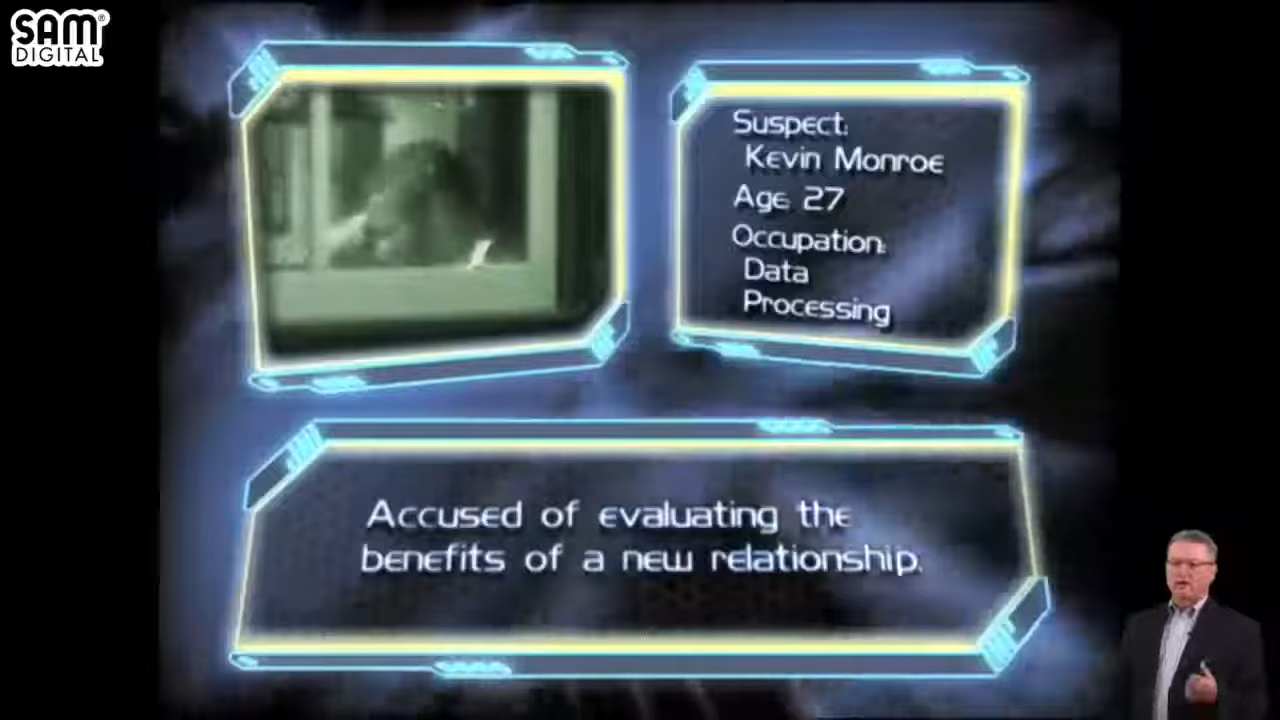 SAM®
DIGITAL
Suspect:
Kevin Monroe
Age 27
Occupation:
Data
Processing
Accused of evaluating the
benefits of a new relationship.